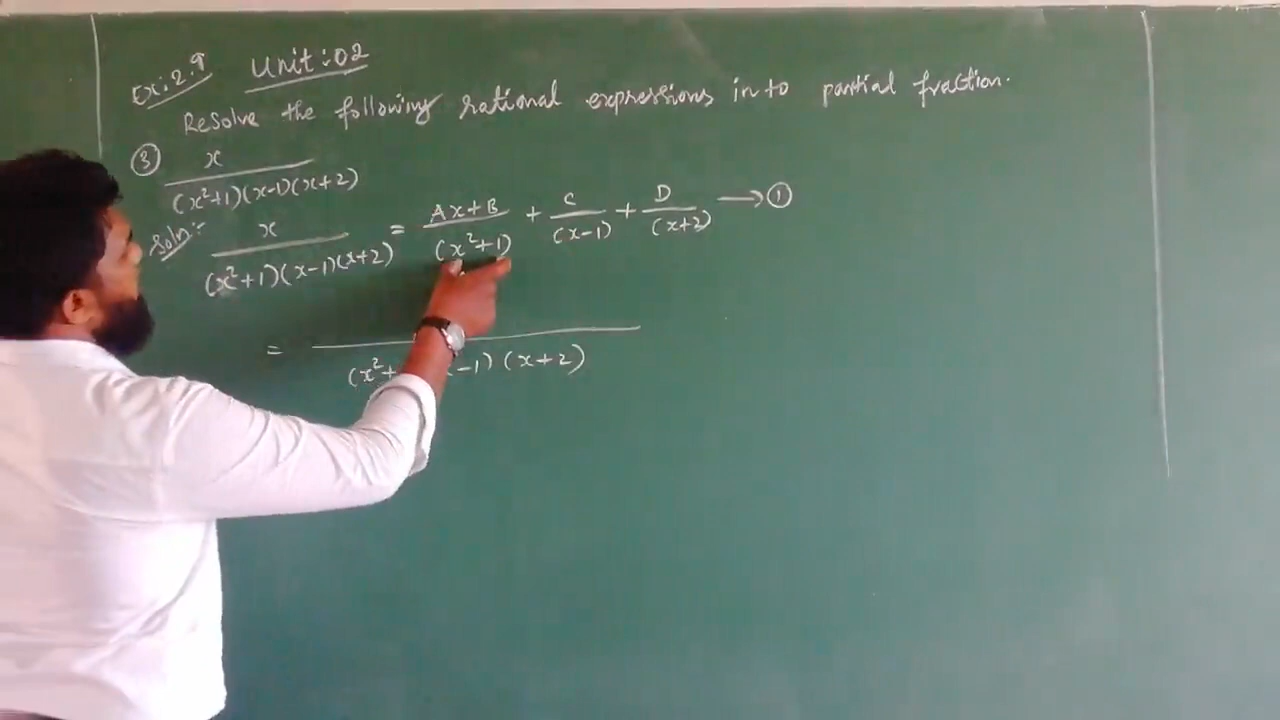 Ex: 2.9 Unit: 02
Resolve the following rational expressions in to partial fraction.
③ x / (x²+1)(x-1)(x+2)
Soln:- x / (x²+1)(x-1)(x+2) = Ax+B / (x²+1) + C / (x-1) + D / (x+2) → ①
= / (x²+ -1) (x+2)